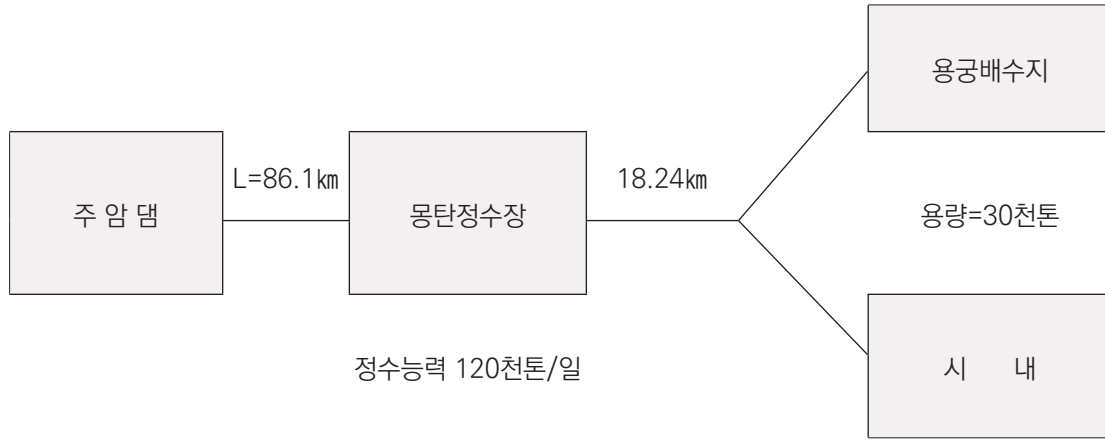 용궁배수지
L=86.1㎞
18.24㎞
주 암 댐
몽탄정수장
용량=30천톤
정수능력 120천톤/일
시 내